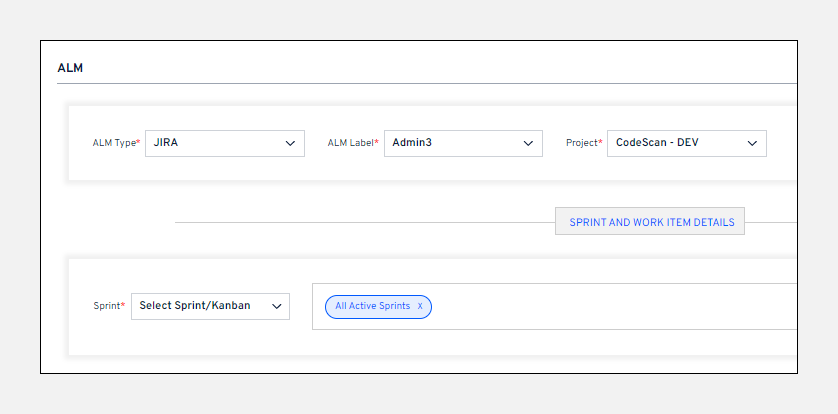 ALM
ALM Type* JIRA ALM Label* Admin3 Project* CodeScan - DEV
SPRINT AND WORK ITEM DETAILS
Sprint* Select Sprint/Kanban All Active Sprints x